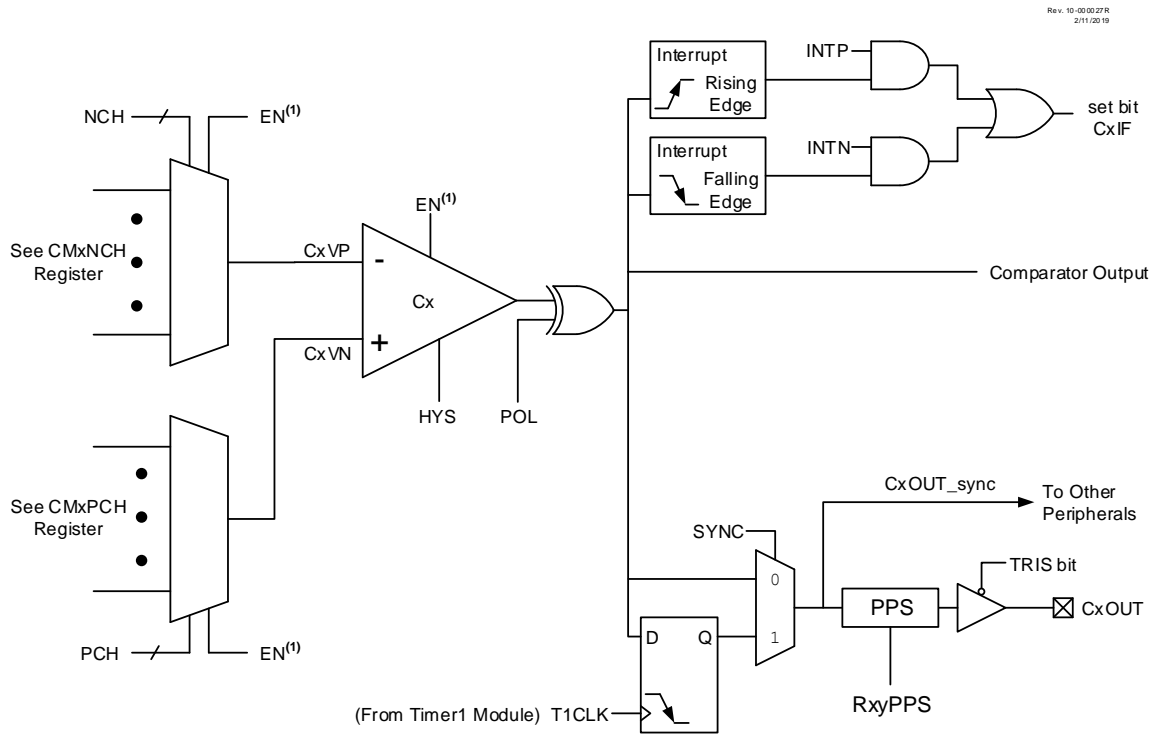 Rev. 10-000027R
2/11/2019
NCH
EN(1)
See CMxNCH
Register
CxVP
-
EN(1)
Cx
+
CxVN
HYS
POL
See CMxPCH
Register
PCH
EN(1)
Interrupt
Rising
Edge
INTP
Interrupt
Falling
Edge
INTN
set bit
CxIF
Comparator Output
CxOUT_sync
To Other
Peripherals
SYNC
0
1
TRIS bit
PPS
CxOUT
RxyPPS
D
Q
(From Timer1 Module) T1CLK